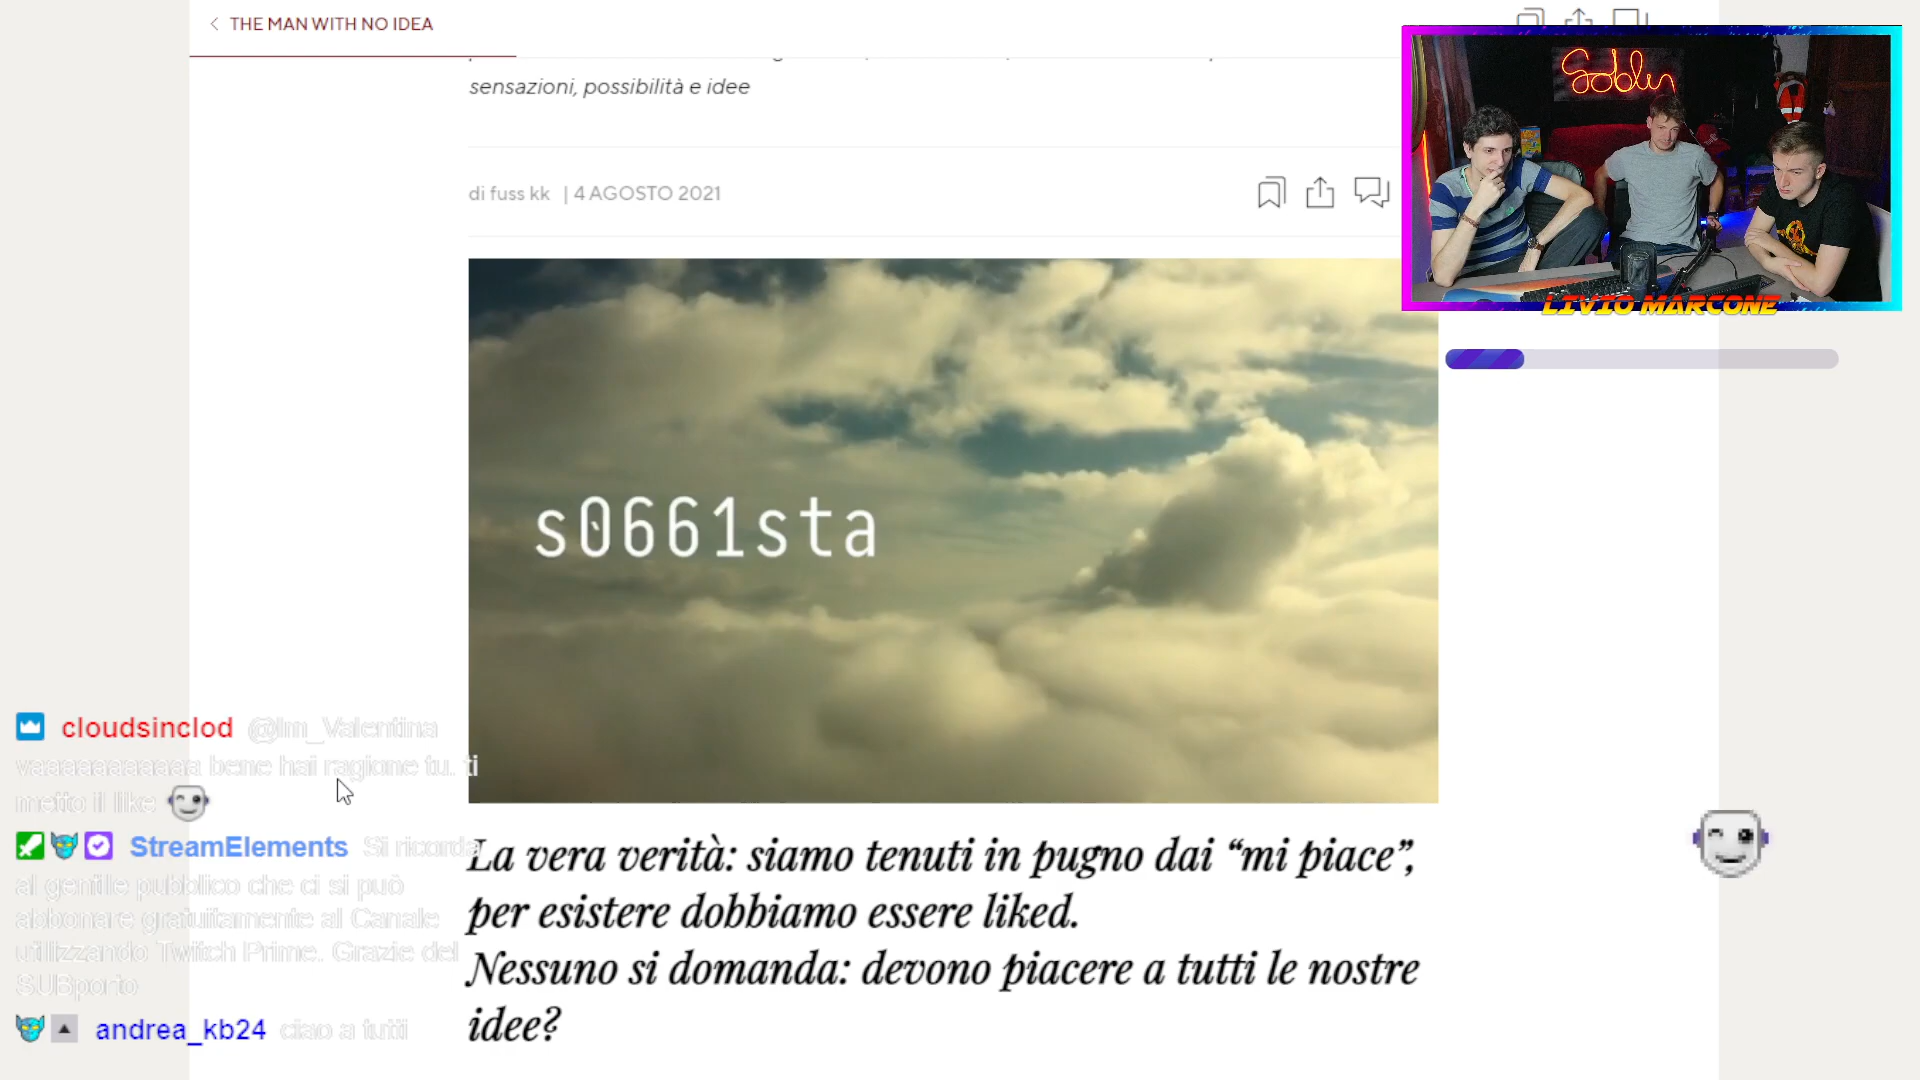 THE MAN WITH NO IDEA
sensazioni, possibilità e idee
di fuss kk | 4 AGOSTO 2021
Goblin
LIVIO MARCONE
s0661sta
La vera verità: siamo tenuti in pugno dai “mi piace”,
per esistere dobbiamo essere liked.
Nessuno si domanda: devono piacere a tutti le nostre
idee?
cloudsinclod @Im_Valentina
vaaaaaaaaaaa bene hai ragione tu. ti
metto il like
StreamElements Si ricorda
al gentile pubblico che ci si può
abbonare gratuitamente al Canale
utilizzando Twitch Prime. Grazie del
SUBporto
andrea_kb24 ciao a tutti